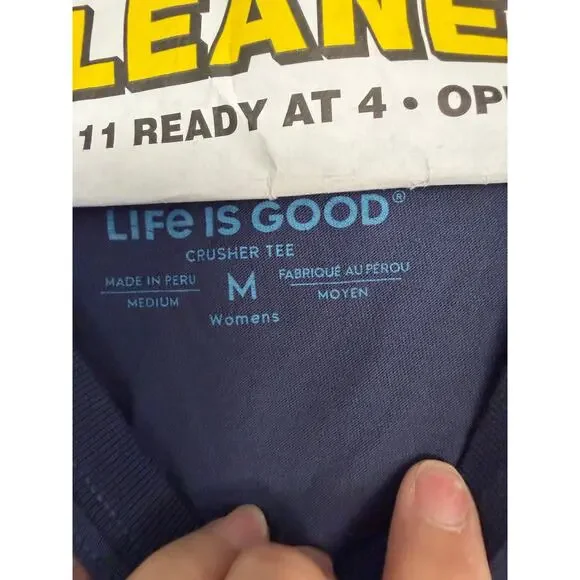 LEANE
11 READY AT 4 • OP
LIFe IS GOOD®
CRUSHER TEE
MADE IN PERU M FABRIQUÉ AU PÉROU
MEDIUM MOYEN
Womens